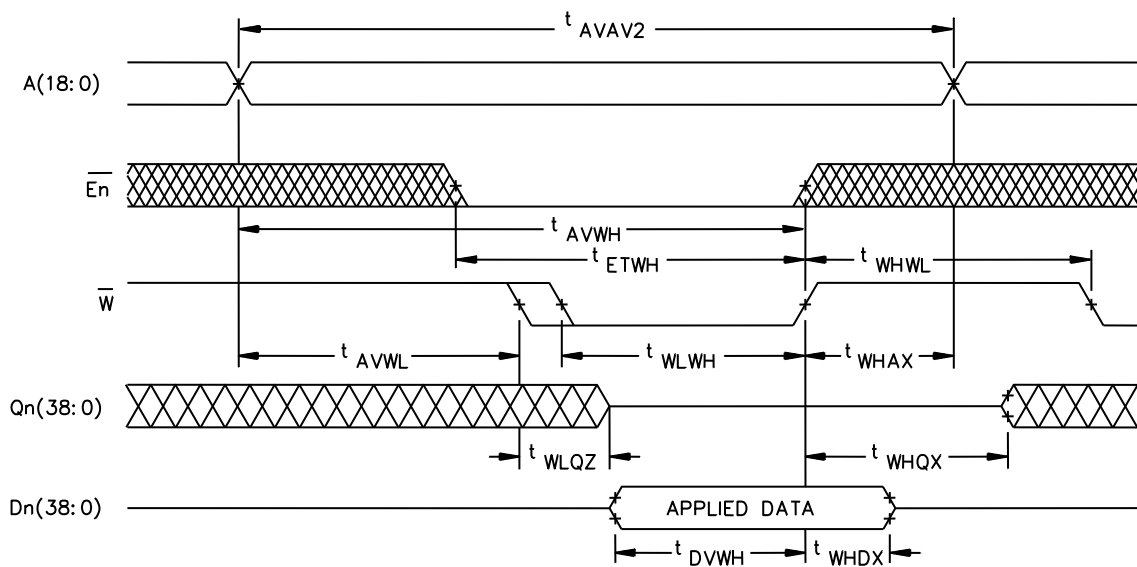 t AVAV2
A(18:0)
En
t AVWH
t ETWH
t WHWL
W
t AVWL
t WLWH
t WHAX
Qn(38:0)
t WLQZ
t WHQX
Dn(38:0)
APPLIED DATA
t DVWH
t WHDX